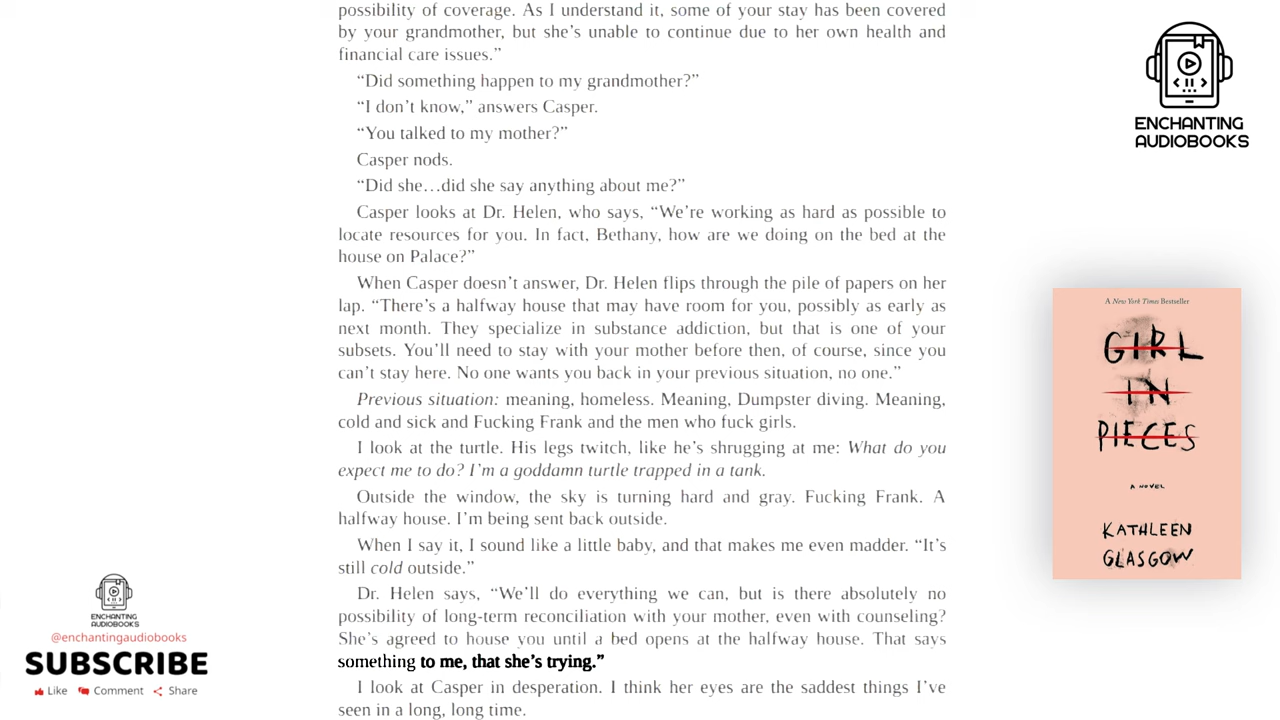 possibility of coverage. As I understand it, some of your stay has been covered
by your grandmother, but she’s unable to continue due to her own health and
financial care issues.”
“Did something happen to my grandmother?”
“I don’t know,” answers Casper.
“You talked to my mother?”
Casper nods.
“Did she…did she say anything about me?”
Casper looks at Dr. Helen, who says, “We’re working as hard as possible to
locate resources for you. In fact, Bethany, how are we doing on the bed at the
house on Palace?”
When Casper doesn’t answer, Dr. Helen flips through the pile of papers on her
lap. “There’s a halfway house that may have room for you, possibly as early as
next month. They specialize in substance addiction, but that is one of your
subsets. You’ll need to stay with your mother before then, of course, since you
can’t stay here. No one wants you back in your previous situation, no one.”
Previous situation: meaning, homeless. Meaning, Dumpster diving. Meaning,
cold and sick and Fucking Frank and the men who fuck girls.
I look at the turtle. His legs twitch, like he’s shrugging at me: What do you
expect me to do? I’m a goddamn turtle trapped in a tank.
Outside the window, the sky is turning hard and gray. Fucking Frank. A
halfway house. I’m being sent back outside.
When I say it, I sound like a little baby, and that makes me even madder. “It’s
still cold outside.”
Dr. Helen says, “We’ll do everything we can, but is there absolutely no
possibility of long-term reconciliation with your mother, even with counseling?
She’s agreed to house you until a bed opens at the halfway house. That says
something to me, that she’s trying.”
I look at Casper in desperation. I think her eyes are the saddest things I’ve
seen in a long, long time.
ENCHANTING
AUDIOBOOKS
A New York Times Bestseller
GIRL
IN
PIECES
A NOVEL
KATHLEEN
GLASGOW
ENCHANTING
AUDIOBOOKS
@enchantingaudiobooks
SUBSCRIBE
Like Comment Share